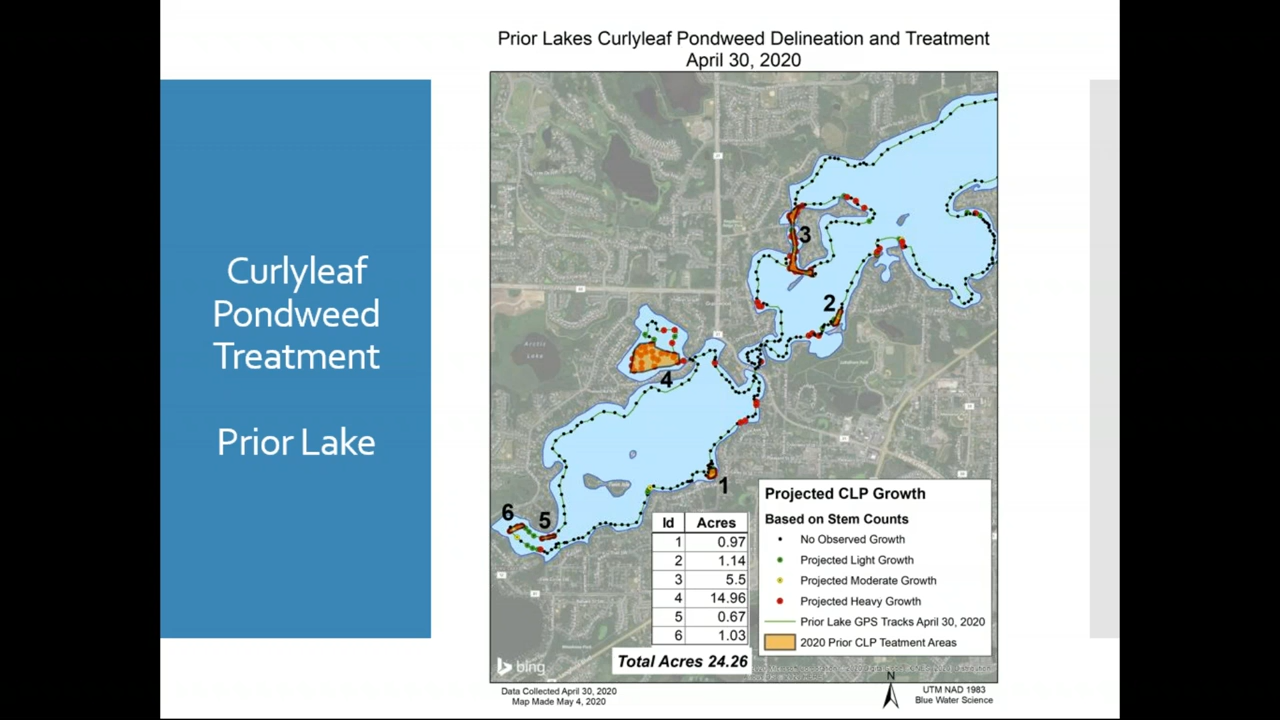 Prior Lakes Curlyleaf Pondweed Delineation and Treatment
April 30, 2020
Curlyleaf
Pondweed
Treatment
Prior Lake
Arctic
Lake
3
2
4
1
6
5
Id Acres
1 0.97
2 1.14
3 5.5
4 14.96
5 0.67
6 1.03
Total Acres 24.26
Projected CLP Growth
Based on Stem Counts
No Observed Growth
Projected Light Growth
Projected Moderate Growth
Projected Heavy Growth
Prior Lake GPS Tracks April 30, 2020
2020 Prior CLP Teatment Areas
bing
Data Collected April 30, 2020
Map Made May 4, 2020
N
UTM NAD 1983
Blue Water Science